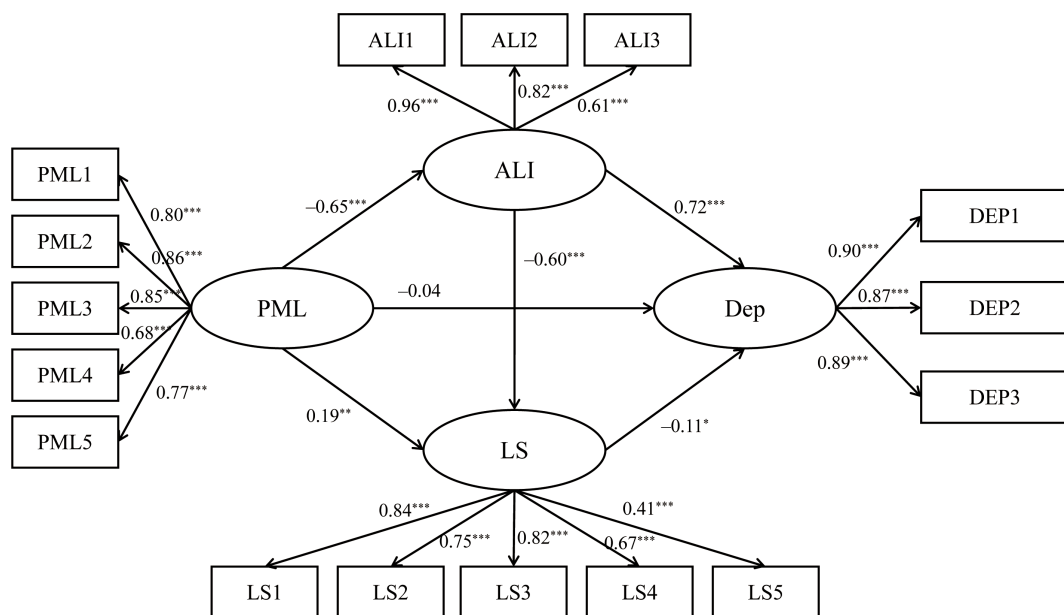 ALI1 ALI2 ALI3
0.96*** 0.82*** 0.61***
ALI
PML1
PML2
PML3
PML4
PML5
0.80***
0.86***
0.85***
0.68***
0.77***
–0.65***
0.72***
–0.60***
PML
–0.04
Dep
0.19**
–0.11*
0.90***
0.87***
0.89***
DEP1
DEP2
DEP3
LS
0.84*** 0.75*** 0.82*** 0.67*** 0.41***
LS1 LS2 LS3 LS4 LS5